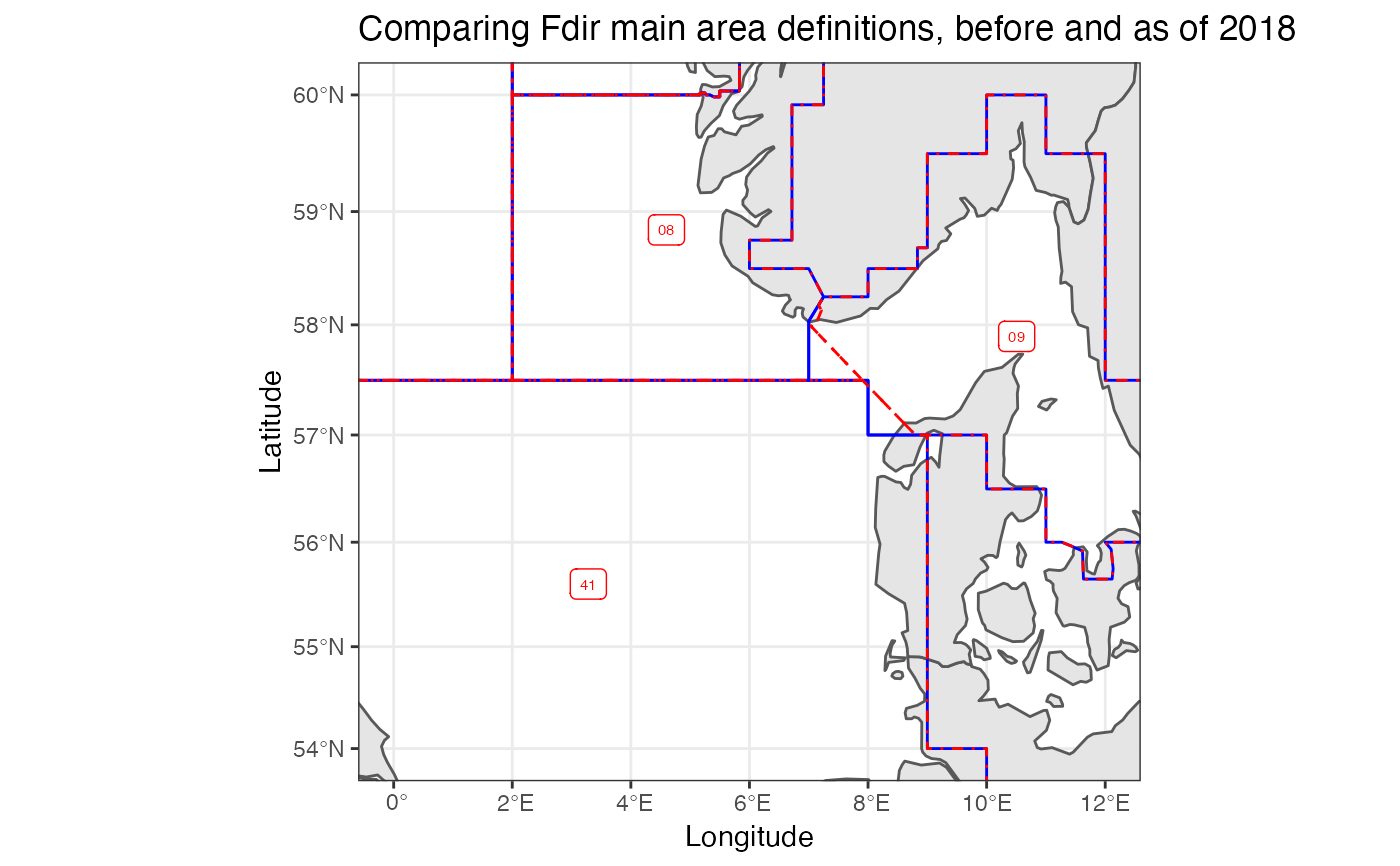 Comparing Fdir main area definitions, before and as of 2018
60°N
59°N
58°N
57°N
56°N
55°N
54°N
Latitude
08
09
41
0°
2°E
4°E
6°E
8°E
10°E
12°E
Longitude